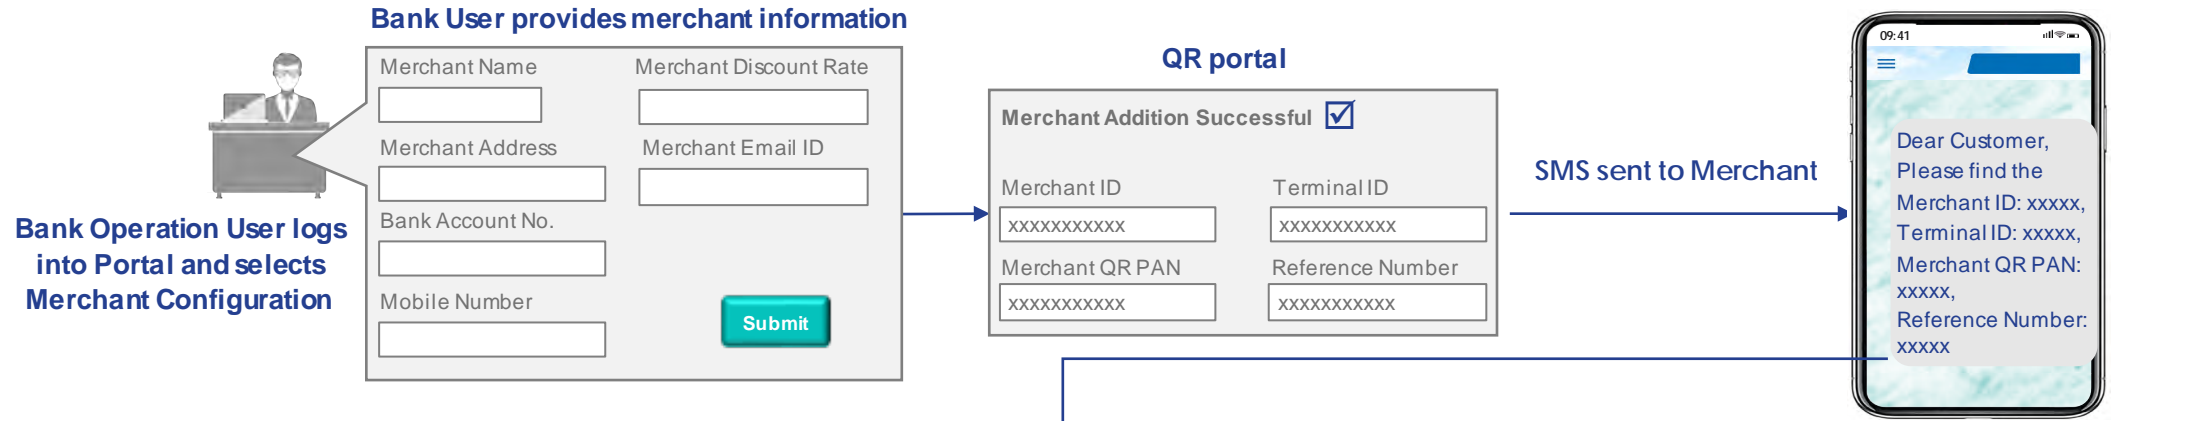 Bank User provides merchant information
Bank Operation User logs
into Portal and selects
Merchant Configuration
Merchant Name
Merchant Discount Rate
Merchant Address
Merchant Email ID
Bank Account No.
Mobile Number
Submit
QR portal
Merchant Addition Successful
Merchant ID
Terminal ID
xxxxxxxxxxx
xxxxxxxxxxx
Merchant QR PAN
Reference Number
xxxxxxxxxxx
xxxxxxxxxxx
SMS sent to Merchant
09:41
Dear Customer,
Please find the
Merchant ID: xxxxx,
Terminal ID: xxxxx,
Merchant QR PAN:
xxxxx,
Reference Number:
xxxxx